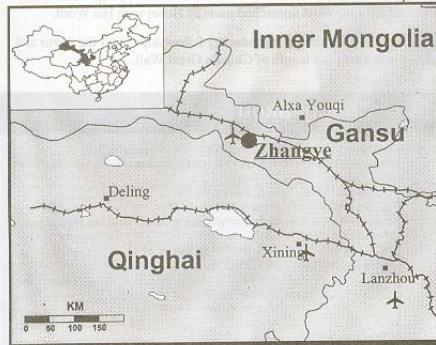 Inner Mongolia
Alxa Youqi
Gansu
Zhangye
Deling
Qinghai
Xining
Lanzhou
KM
0 50 100 150